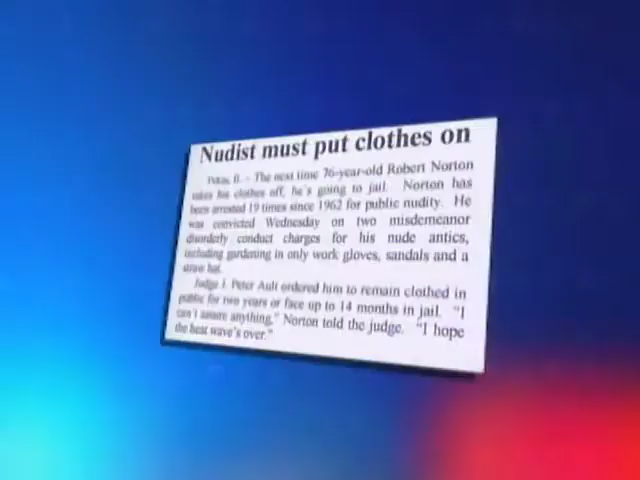 Nudist must put clothes on
Pekin, Il. - The next time 76-year-old Robert Norton
takes his clothes off, he's going to jail. Norton has
been arrested 19 times since 1962 for public nudity. He
was convicted Wednesday on two misdemeanor
disorderly conduct charges for his nude antics,
including gardening in only work gloves, sandals and a
straw hat.
Judge J. Peter Ault ordered him to remain clothed in
public for two years or face up to 14 months in jail. "I
can't assure anything," Norton told the judge. "I hope
the heat wave's over."